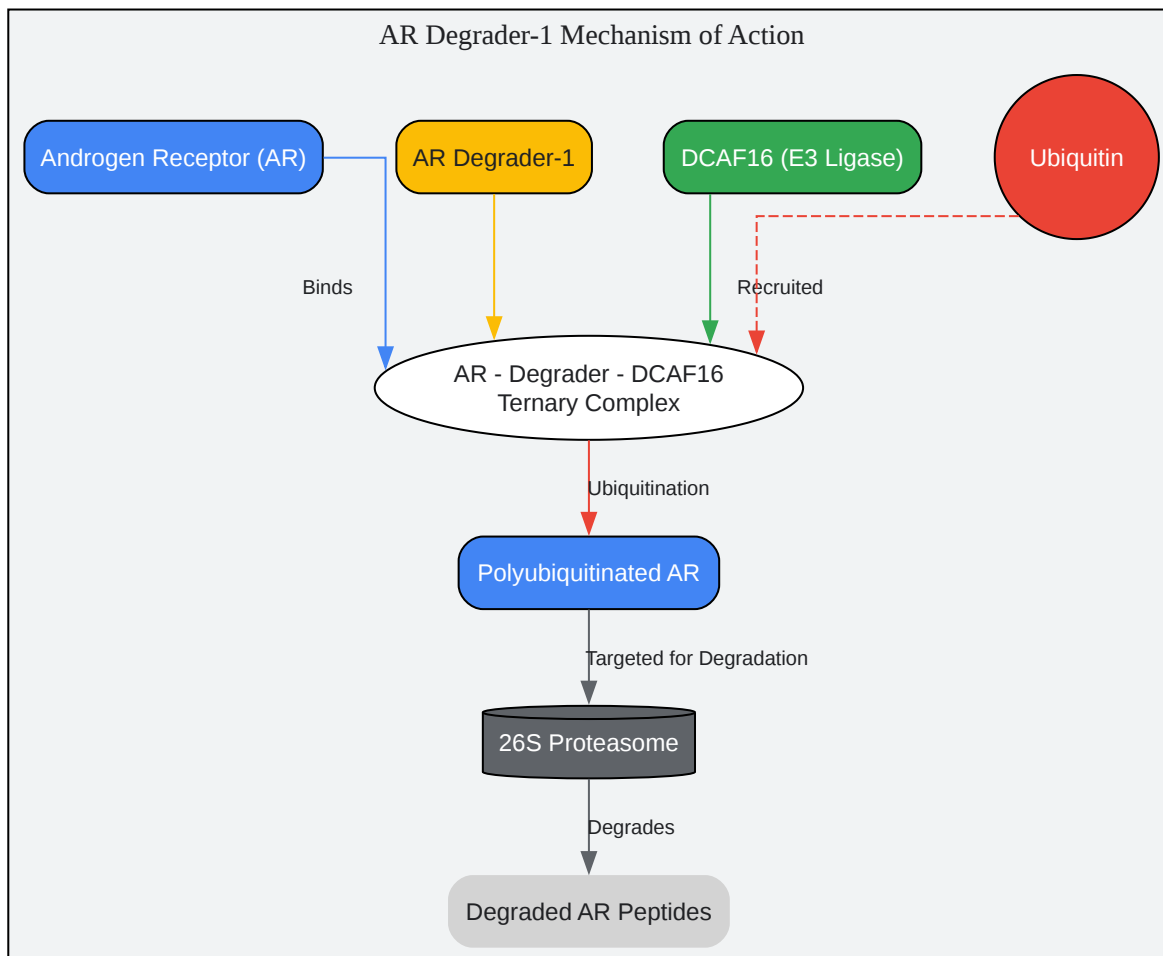 AR Degrader-1 Mechanism of Action
Androgen Receptor (AR)
AR Degrader-1
DCAF16 (E3 Ligase)
Ubiquitin
Binds
Recruited
AR - Degrader - DCAF16
Ternary Complex
Ubiquitination
Polyubiquitinated AR
Targeted for Degradation
26S Proteasome
Degrades
Degraded AR Peptides